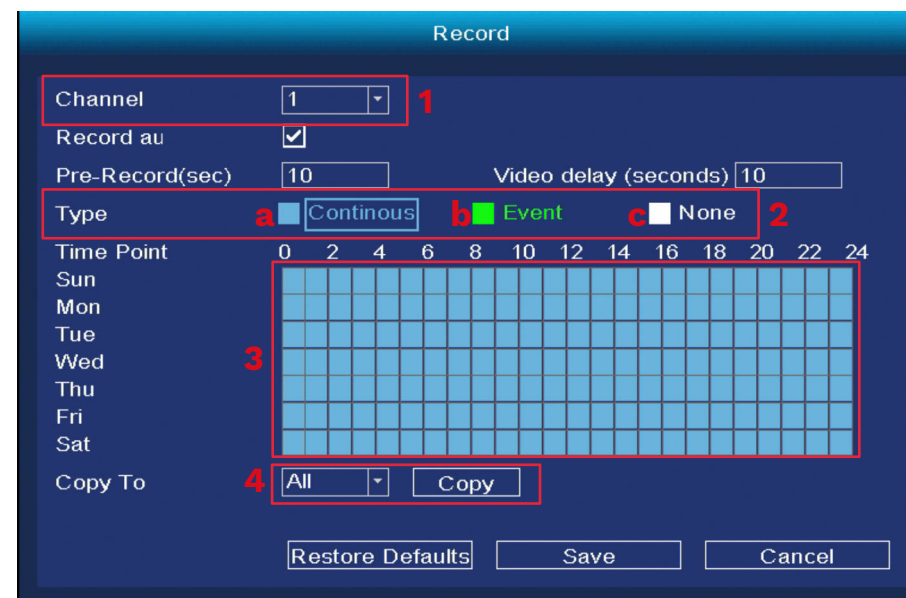 Record
Channel 1 1
Record au
Pre-Record(sec) 10 Video delay (seconds) 10
Type a Continous b Event c None 2
Time Point 0 2 4 6 8 10 12 14 16 18 20 22 24
Sun
Mon
Tue
Wed 3
Thu
Fri
Sat
Copy To 4 All Copy
Restore Defaults Save Cancel